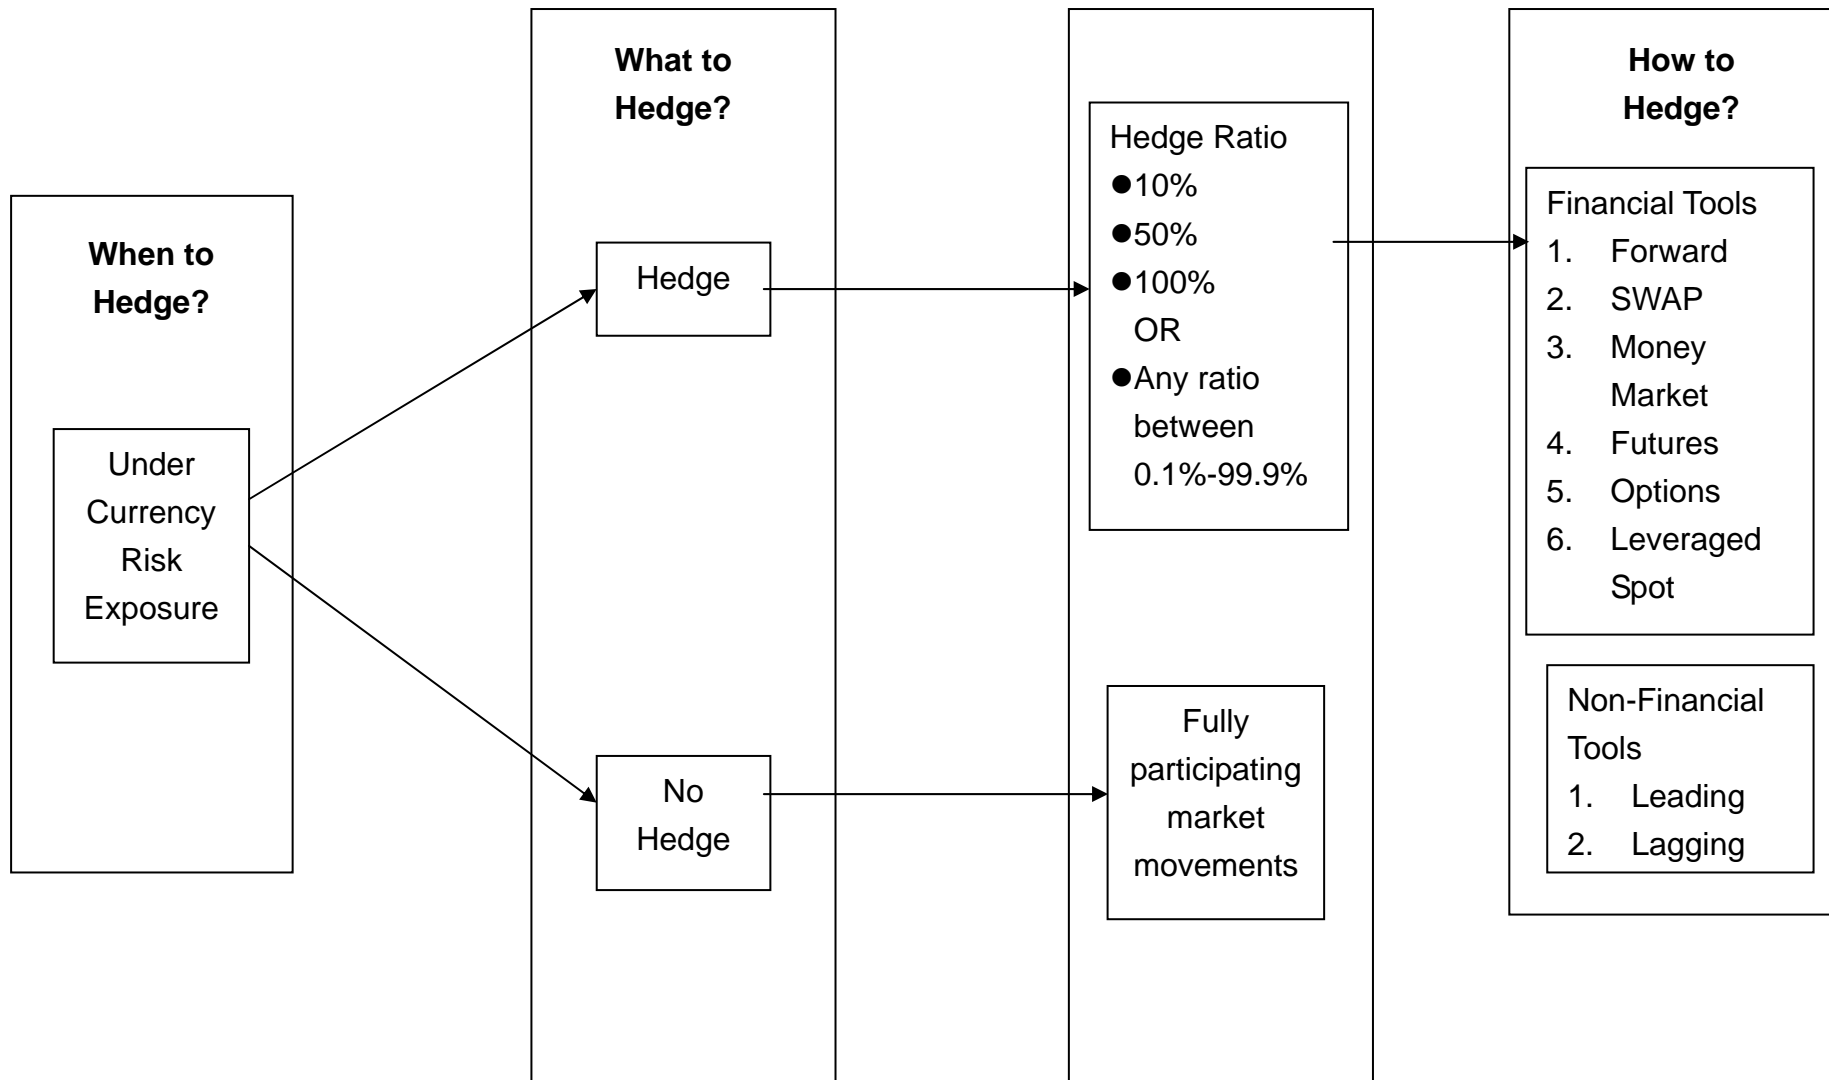 When to
Hedge?
Under
Currency
Risk
Exposure
What to
Hedge?
Hedge
No
Hedge
Hedge Ratio
●10%
●50%
●100%
OR
●Any ratio
between
0.1%-99.9%
Fully
participating
market
movements
How to
Hedge?
Financial Tools
1. Forward
2. SWAP
3. Money
Market
4. Futures
5. Options
6. Leveraged
Spot
Non-Financial
Tools
1. Leading
2. Lagging